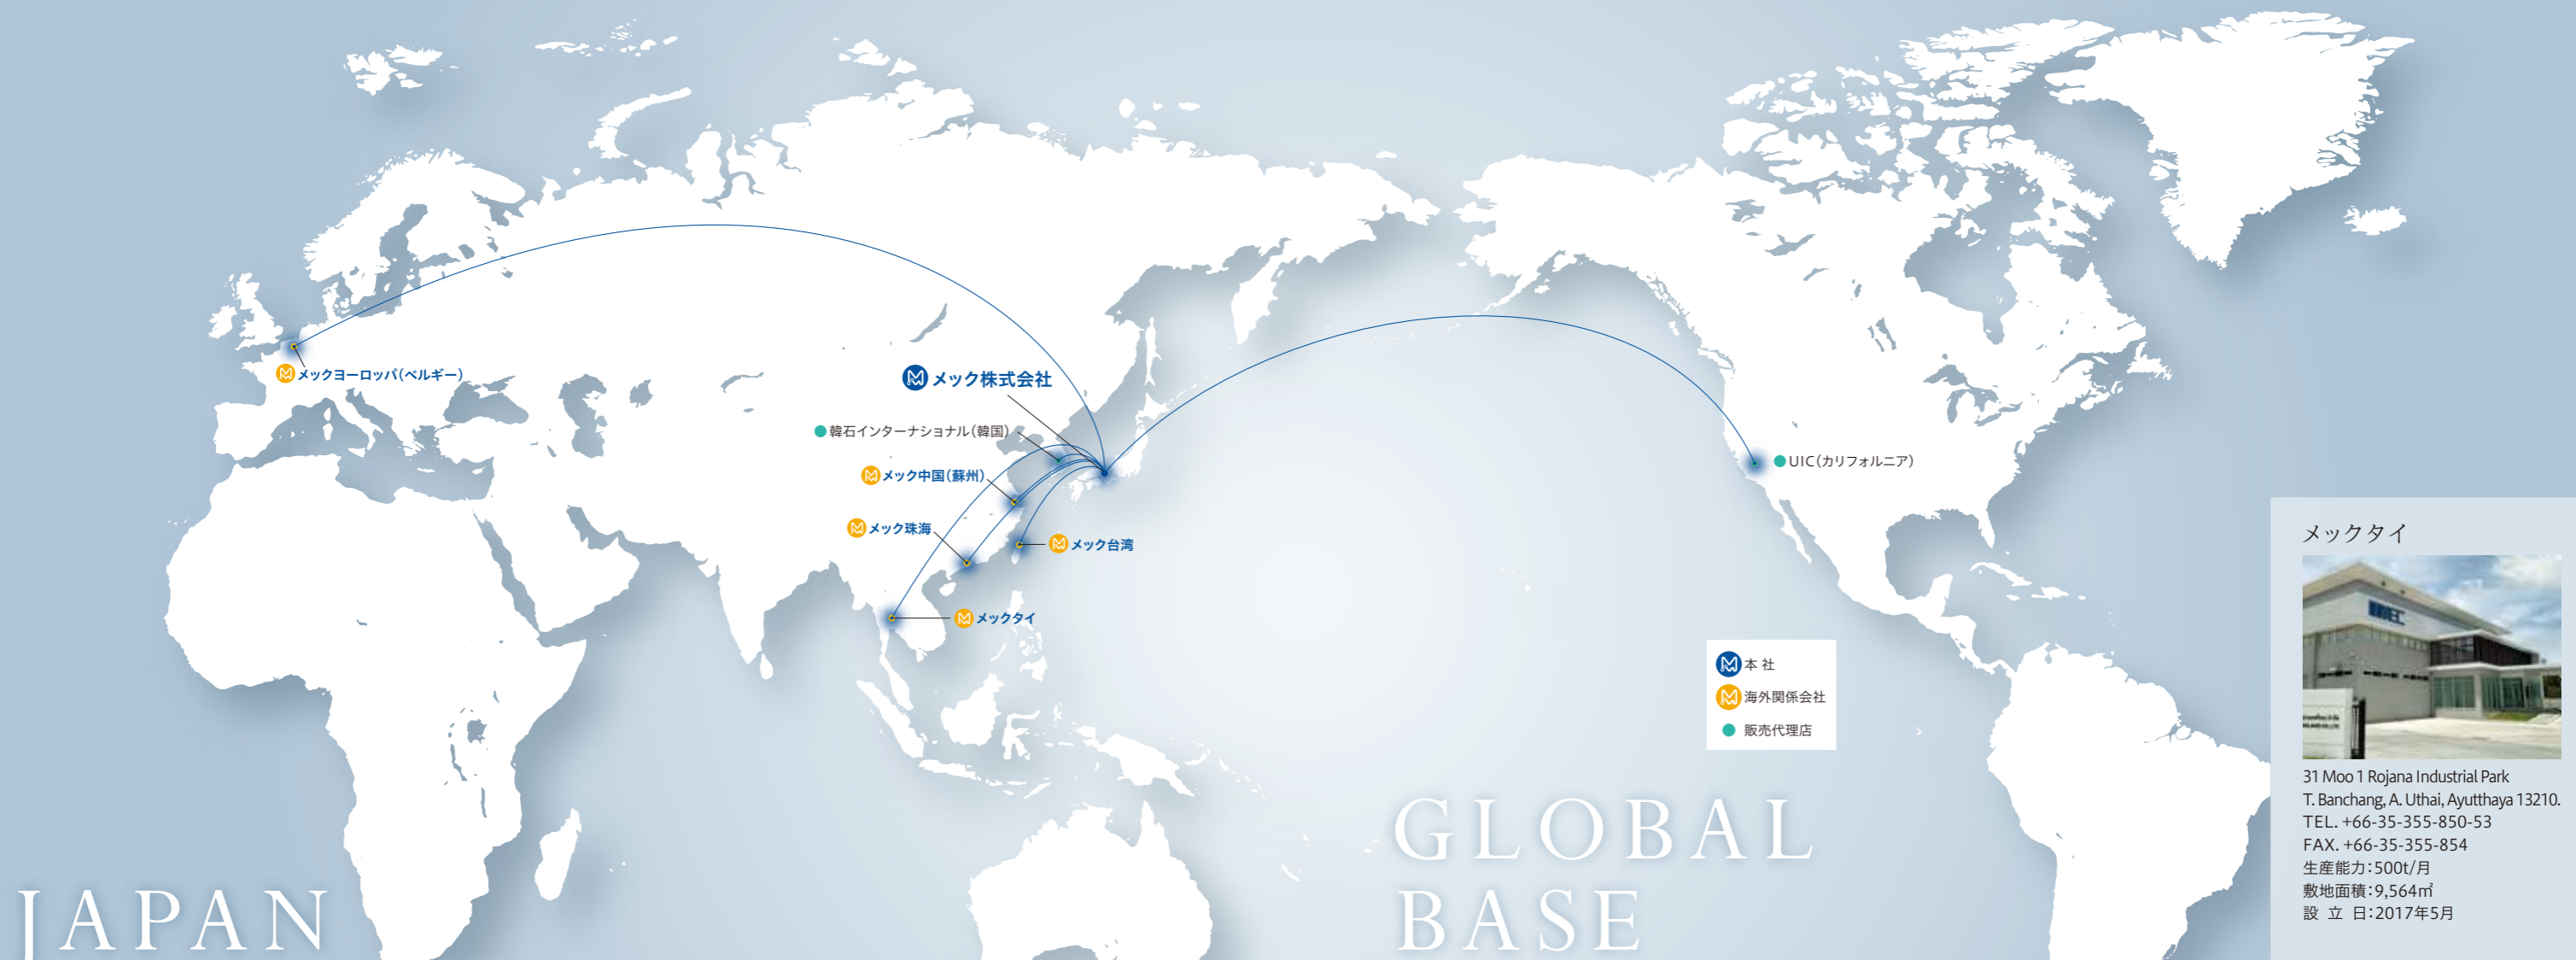 メックヨーロッパ（ベルギー）
メック株式会社
韓石インターナショナル（韓国）
メック中国（蘇州）
メック珠海
メック台湾
メックタイ
UIC（カリフォルニア）
本 社
海外関係会社
販売代理店
JAPAN
GLOBAL
BASE
メックタイ
MEC
31 Moo 1 Rojana Industrial Park
T. Banchang, A. Uthai, Ayutthaya 13210.
TEL. +66-35-355-850-53
FAX. +66-35-355-854
生産能力：500t/月
敷地面積：9,564㎡
設 立 日：2017年5月